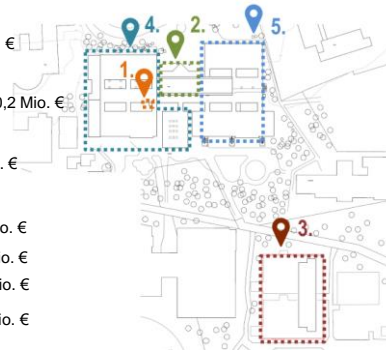 4.
2.
5.
€
1.
0,2 Mio. €
. €
o. €
3.
io. €
io. €
io. €